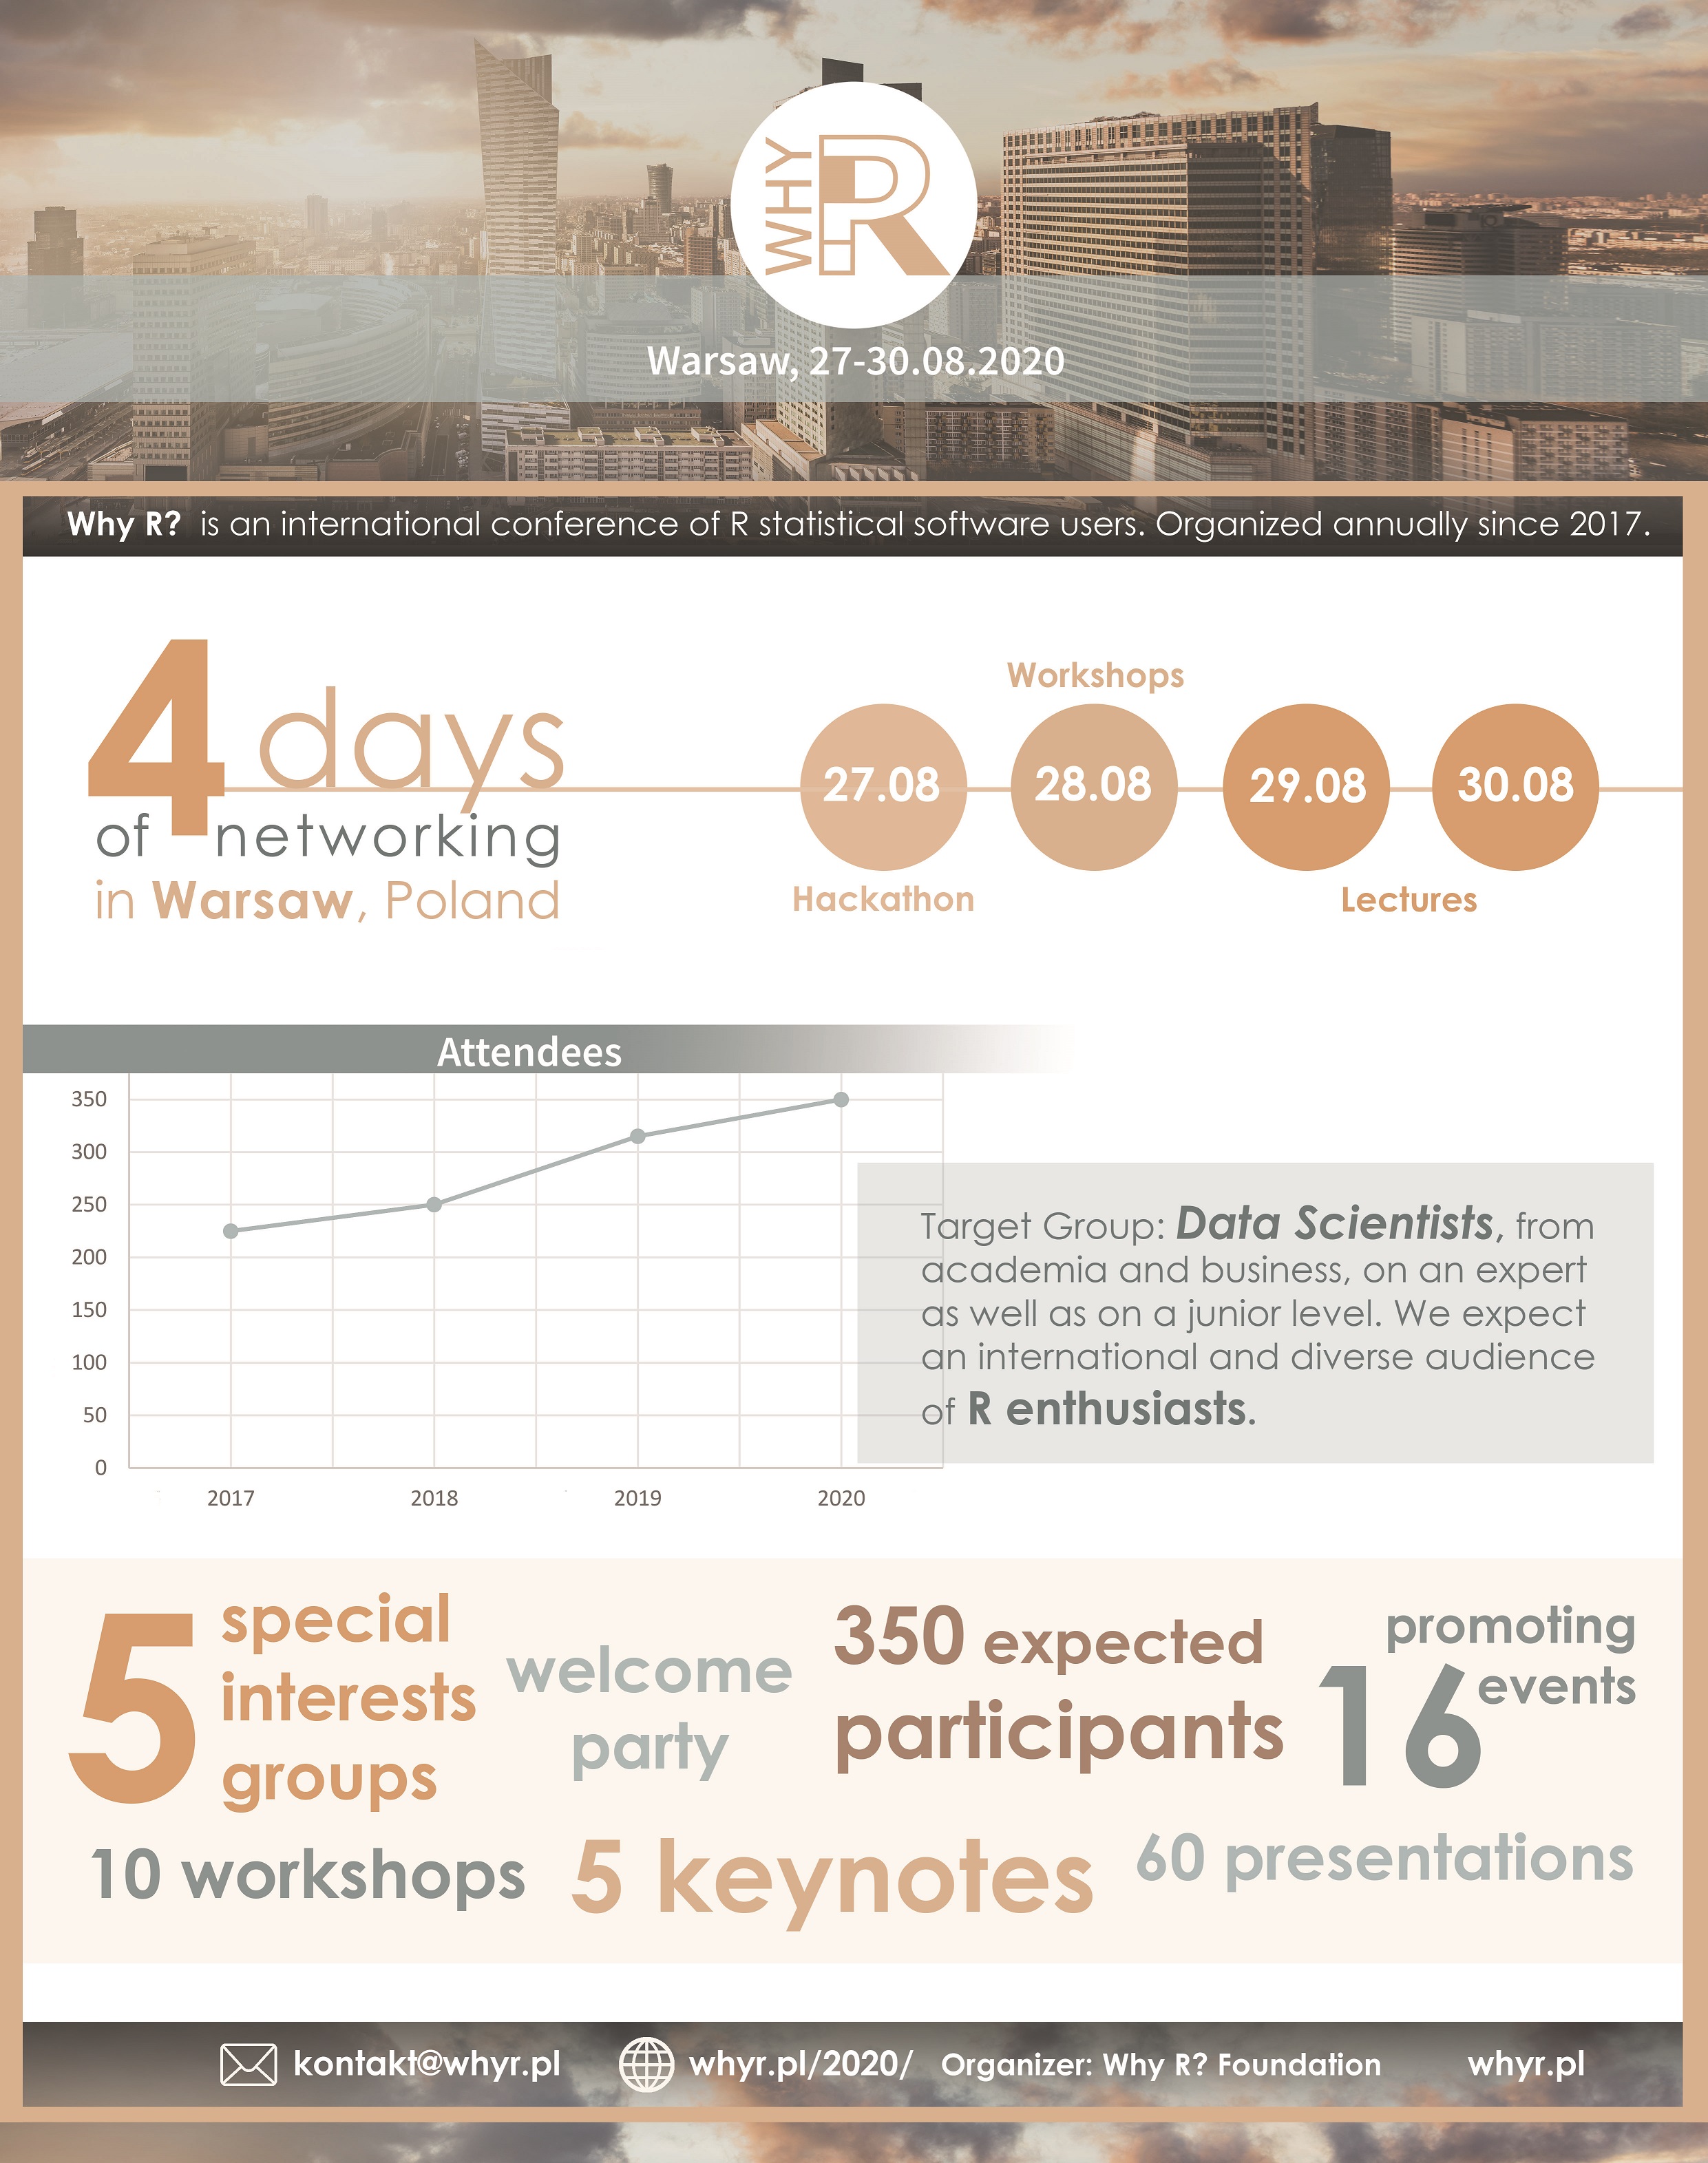 WHY R
Warsaw, 27-30.08.2020
Why R? is an international conference of R statistical software users. Organized annually since 2017.
4 days
of networking
in Warsaw, Poland
Workshops
27.08 28.08 29.08 30.08
Hackathon Lectures
Attendees
350
300
250
200
150
100
50
0
2017 2018 2019 2020
Target Group: Data Scientists, from
academia and business, on an expert
as well as on a junior level. We expect
an international and diverse audience
of R enthusiasts.
5 special
interests
groups
welcome
party
350 expected
participants
promoting
16 events
10 workshops
5 keynotes
60 presentations
kontakt@whyr.pl whyr.pl/2020/ Organizer: Why R? Foundation whyr.pl